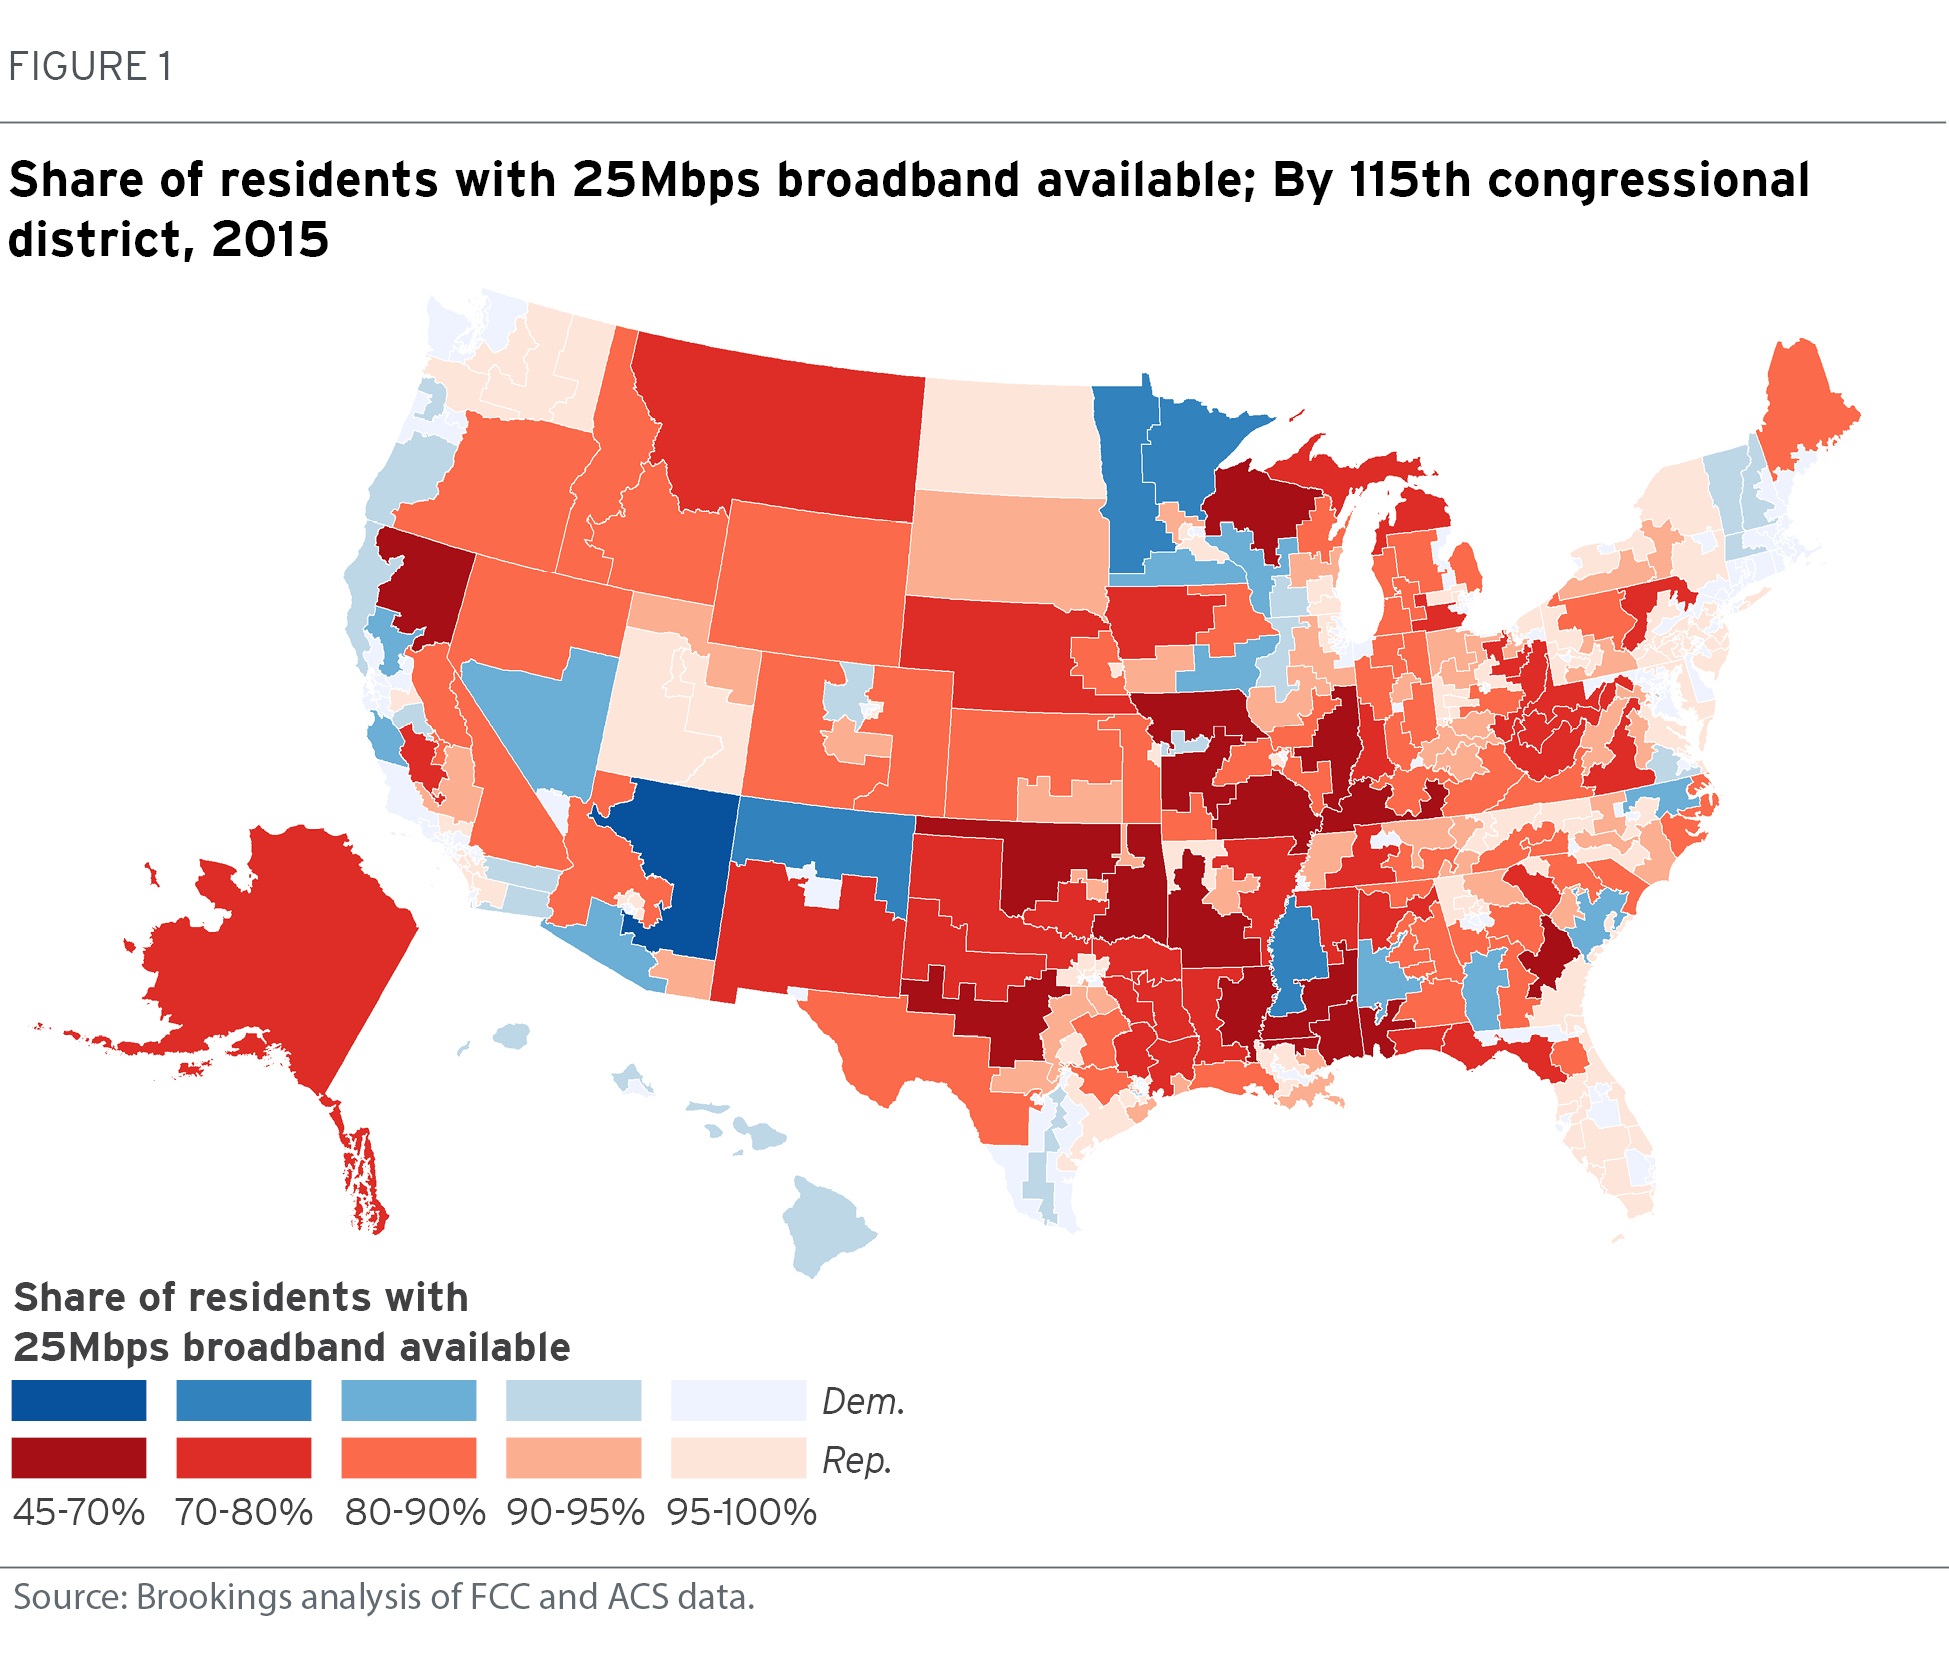 FIGURE 1
Share of residents with 25Mbps broadband available; By 115th congressional
district, 2015
Share of residents with
25Mbps broadband available
Dem.
Rep.
45-70% 70-80% 80-90% 90-95% 95-100%
Source: Brookings analysis of FCC and ACS data.